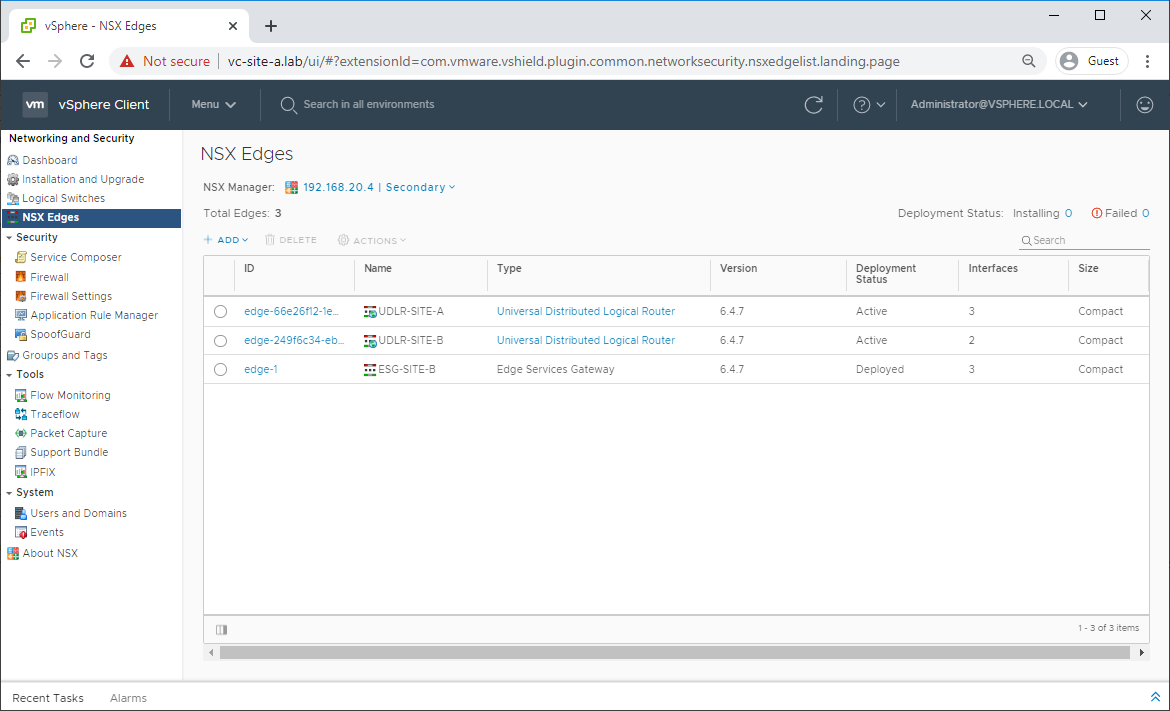 vSphere - NSX Edges
Not secure | vc-site-a.lab/ui/#?extensionId=com.vmware.vshield.plugin.common.networksecurity.nsxedgelist.landing.page
Guest
vm vSphere Client Menu Search in all environments Administrator@VSPHERE.LOCAL
Networking and Security
Dashboard
Installation and Upgrade
Logical Switches
NSX Edges
Security
Service Composer
Firewall
Firewall Settings
Application Rule Manager
SpoofGuard
Groups and Tags
Tools
Flow Monitoring
Traceflow
Packet Capture
Support Bundle
IPFIX
System
Users and Domains
Events
About NSX
NSX Edges
NSX Manager: 192.168.20.4 | Secondary
Total Edges: 3 Deployment Status: Installing 0 Failed 0
+ ADD DELETE ACTIONS Search
ID Name Type Version Deployment Status Interfaces Size
edge-66e26f12-1e... UDLR-SITE-A Universal Distributed Logical Router 6.4.7 Active 3 Compact
edge-249f6c34-eb... UDLR-SITE-B Universal Distributed Logical Router 6.4.7 Active 2 Compact
edge-1 ESG-SITE-B Edge Services Gateway 6.4.7 Deployed 3 Compact
1 - 3 of 3 items
Recent Tasks Alarms